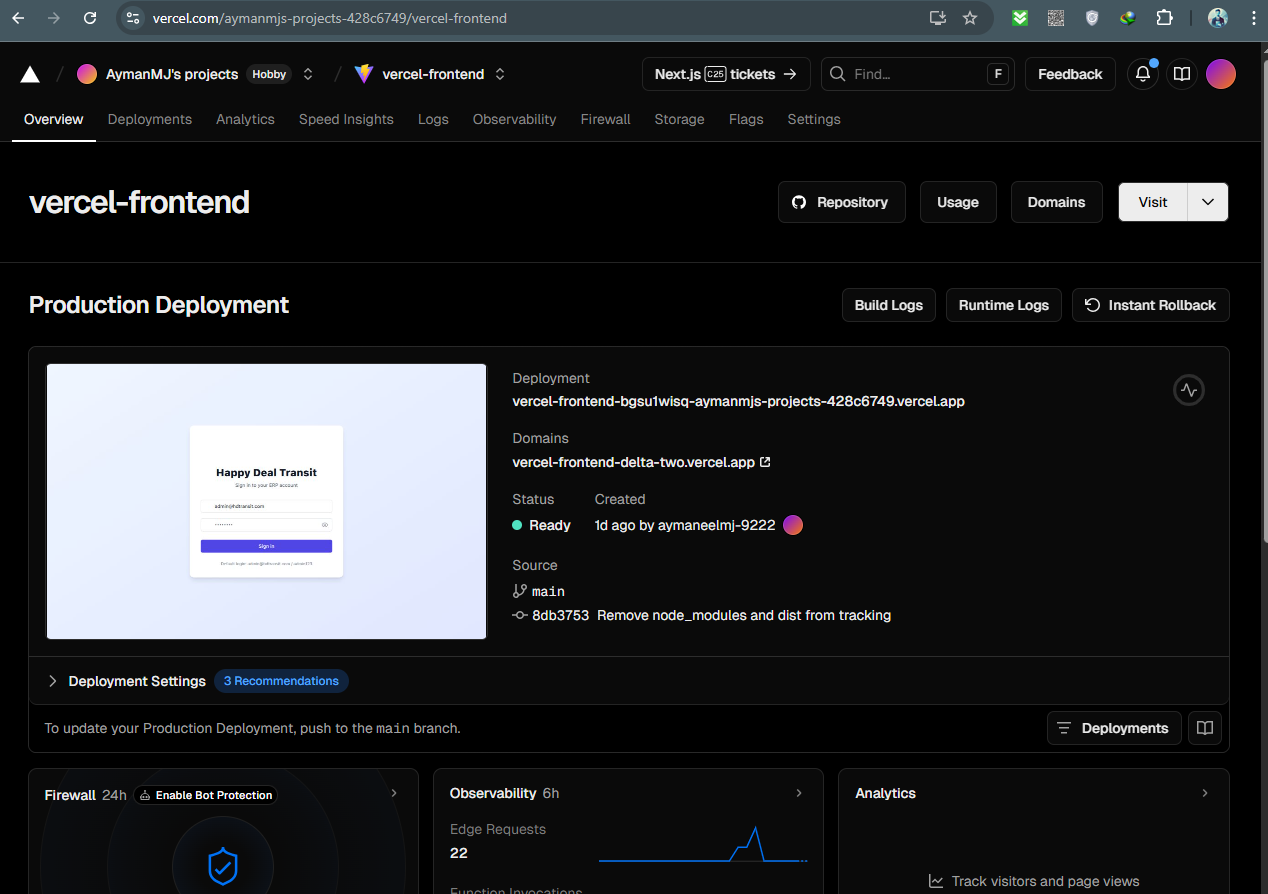 vercel.com/aymanmjs-projects-428c6749/vercel-frontend
AymanMJ's projects Hobby vercel-frontend Next.js C25 tickets Find... F Feedback
Overview Deployments Analytics Speed Insights Logs Observability Firewall Storage Flags Settings
vercel-frontend Repository Usage Domains Visit
Production Deployment Build Logs Runtime Logs Instant Rollback
Happy Deal Transit
Sign in to your ERP account
admin@hdtransit.com
Sign in
Deployment
vercel-frontend-bgsu1wisq-aymanmjs-projects-428c6749.vercel.app
Domains
vercel-frontend-delta-two.vercel.app
Status Created
Ready 1d ago by aymaneelmj-9222
Source
main
8db3753 Remove node_modules and dist from tracking
Deployment Settings 3 Recommendations
To update your Production Deployment, push to the main branch. Deployments
Firewall 24h Enable Bot Protection
Observability 6h
Edge Requests
22
Function Invocations
Analytics
Track visitors and page views